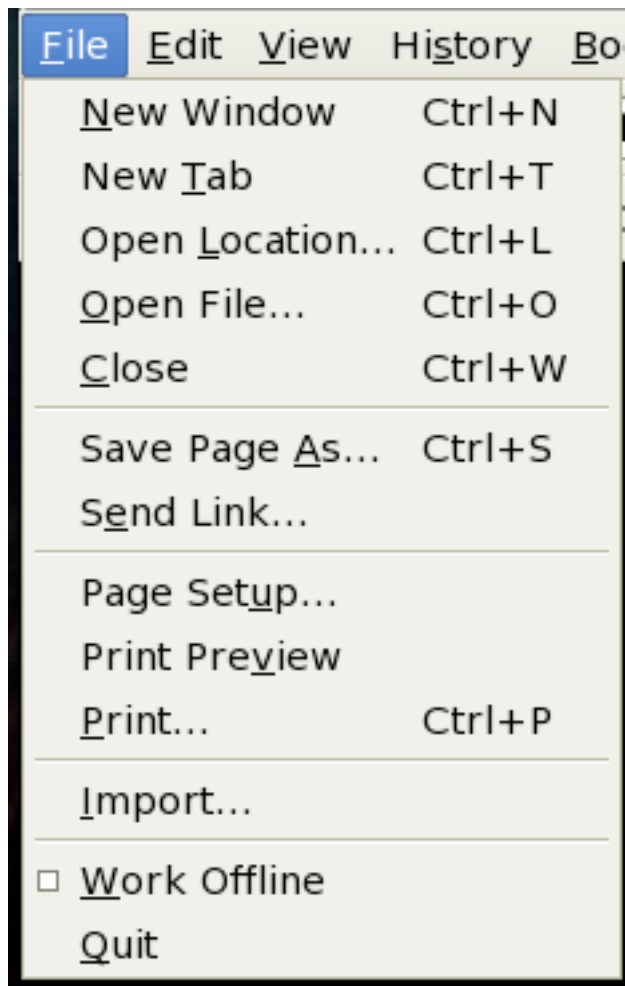 File Edit View History Bo
New Window Ctrl+N
New Tab Ctrl+T
Open Location... Ctrl+L
Open File... Ctrl+O
Close Ctrl+W
Save Page As... Ctrl+S
Send Link...
Page Setup...
Print Preview
Print... Ctrl+P
Import...
Work Offline
Quit